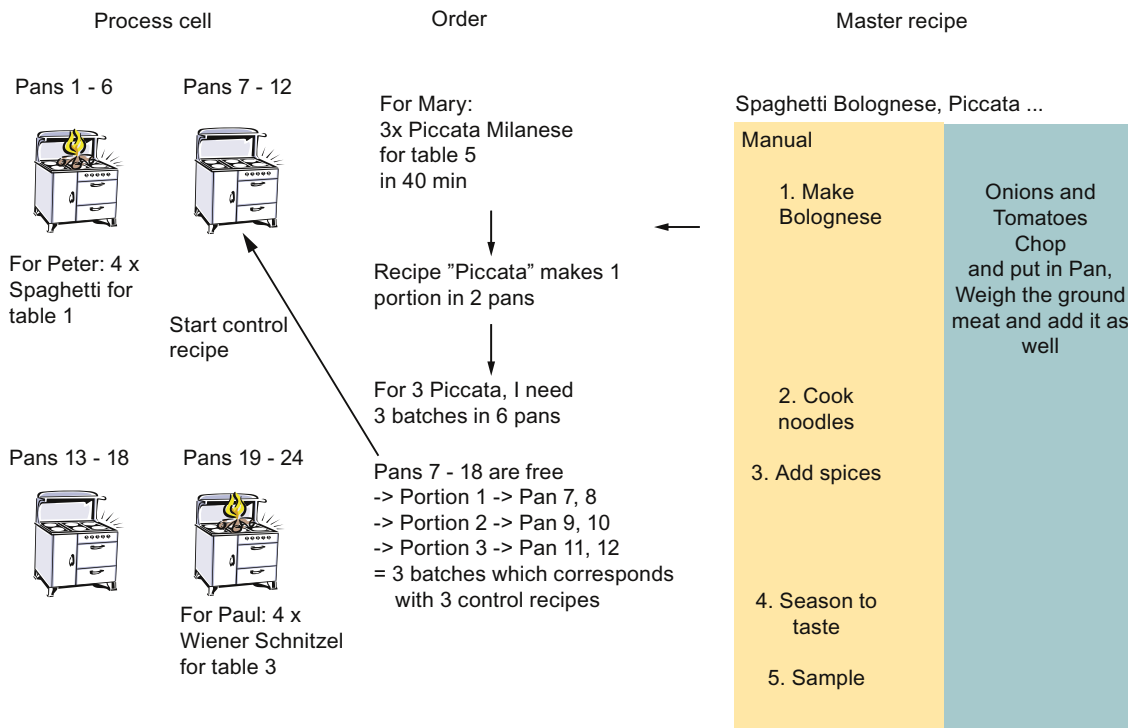 Process cell
Order
Master recipe
Pans 1 - 6
Pans 7 - 12
For Peter: 4 x
Spaghetti for
table 1
Start control
recipe
Pans 13 - 18
Pans 19 - 24
For Paul: 4 x
Wiener Schnitzel
for table 3
For Mary:
3x Piccata Milanese
for table 5
in 40 min
Recipe ”Piccata” makes 1
portion in 2 pans
For 3 Piccata, I need
3 batches in 6 pans
Pans 7 - 18 are free
-> Portion 1 -> Pan 7, 8
-> Portion 2 -> Pan 9, 10
-> Portion 3 -> Pan 11, 12
= 3 batches which corresponds
with 3 control recipes
Spaghetti Bolognese, Piccata ...
Manual
1. Make
Bolognese
2. Cook
noodles
3. Add spices
4. Season to
taste
5. Sample
Onions and
Tomatoes
Chop
and put in Pan,
Weigh the ground
meat and add it as
well